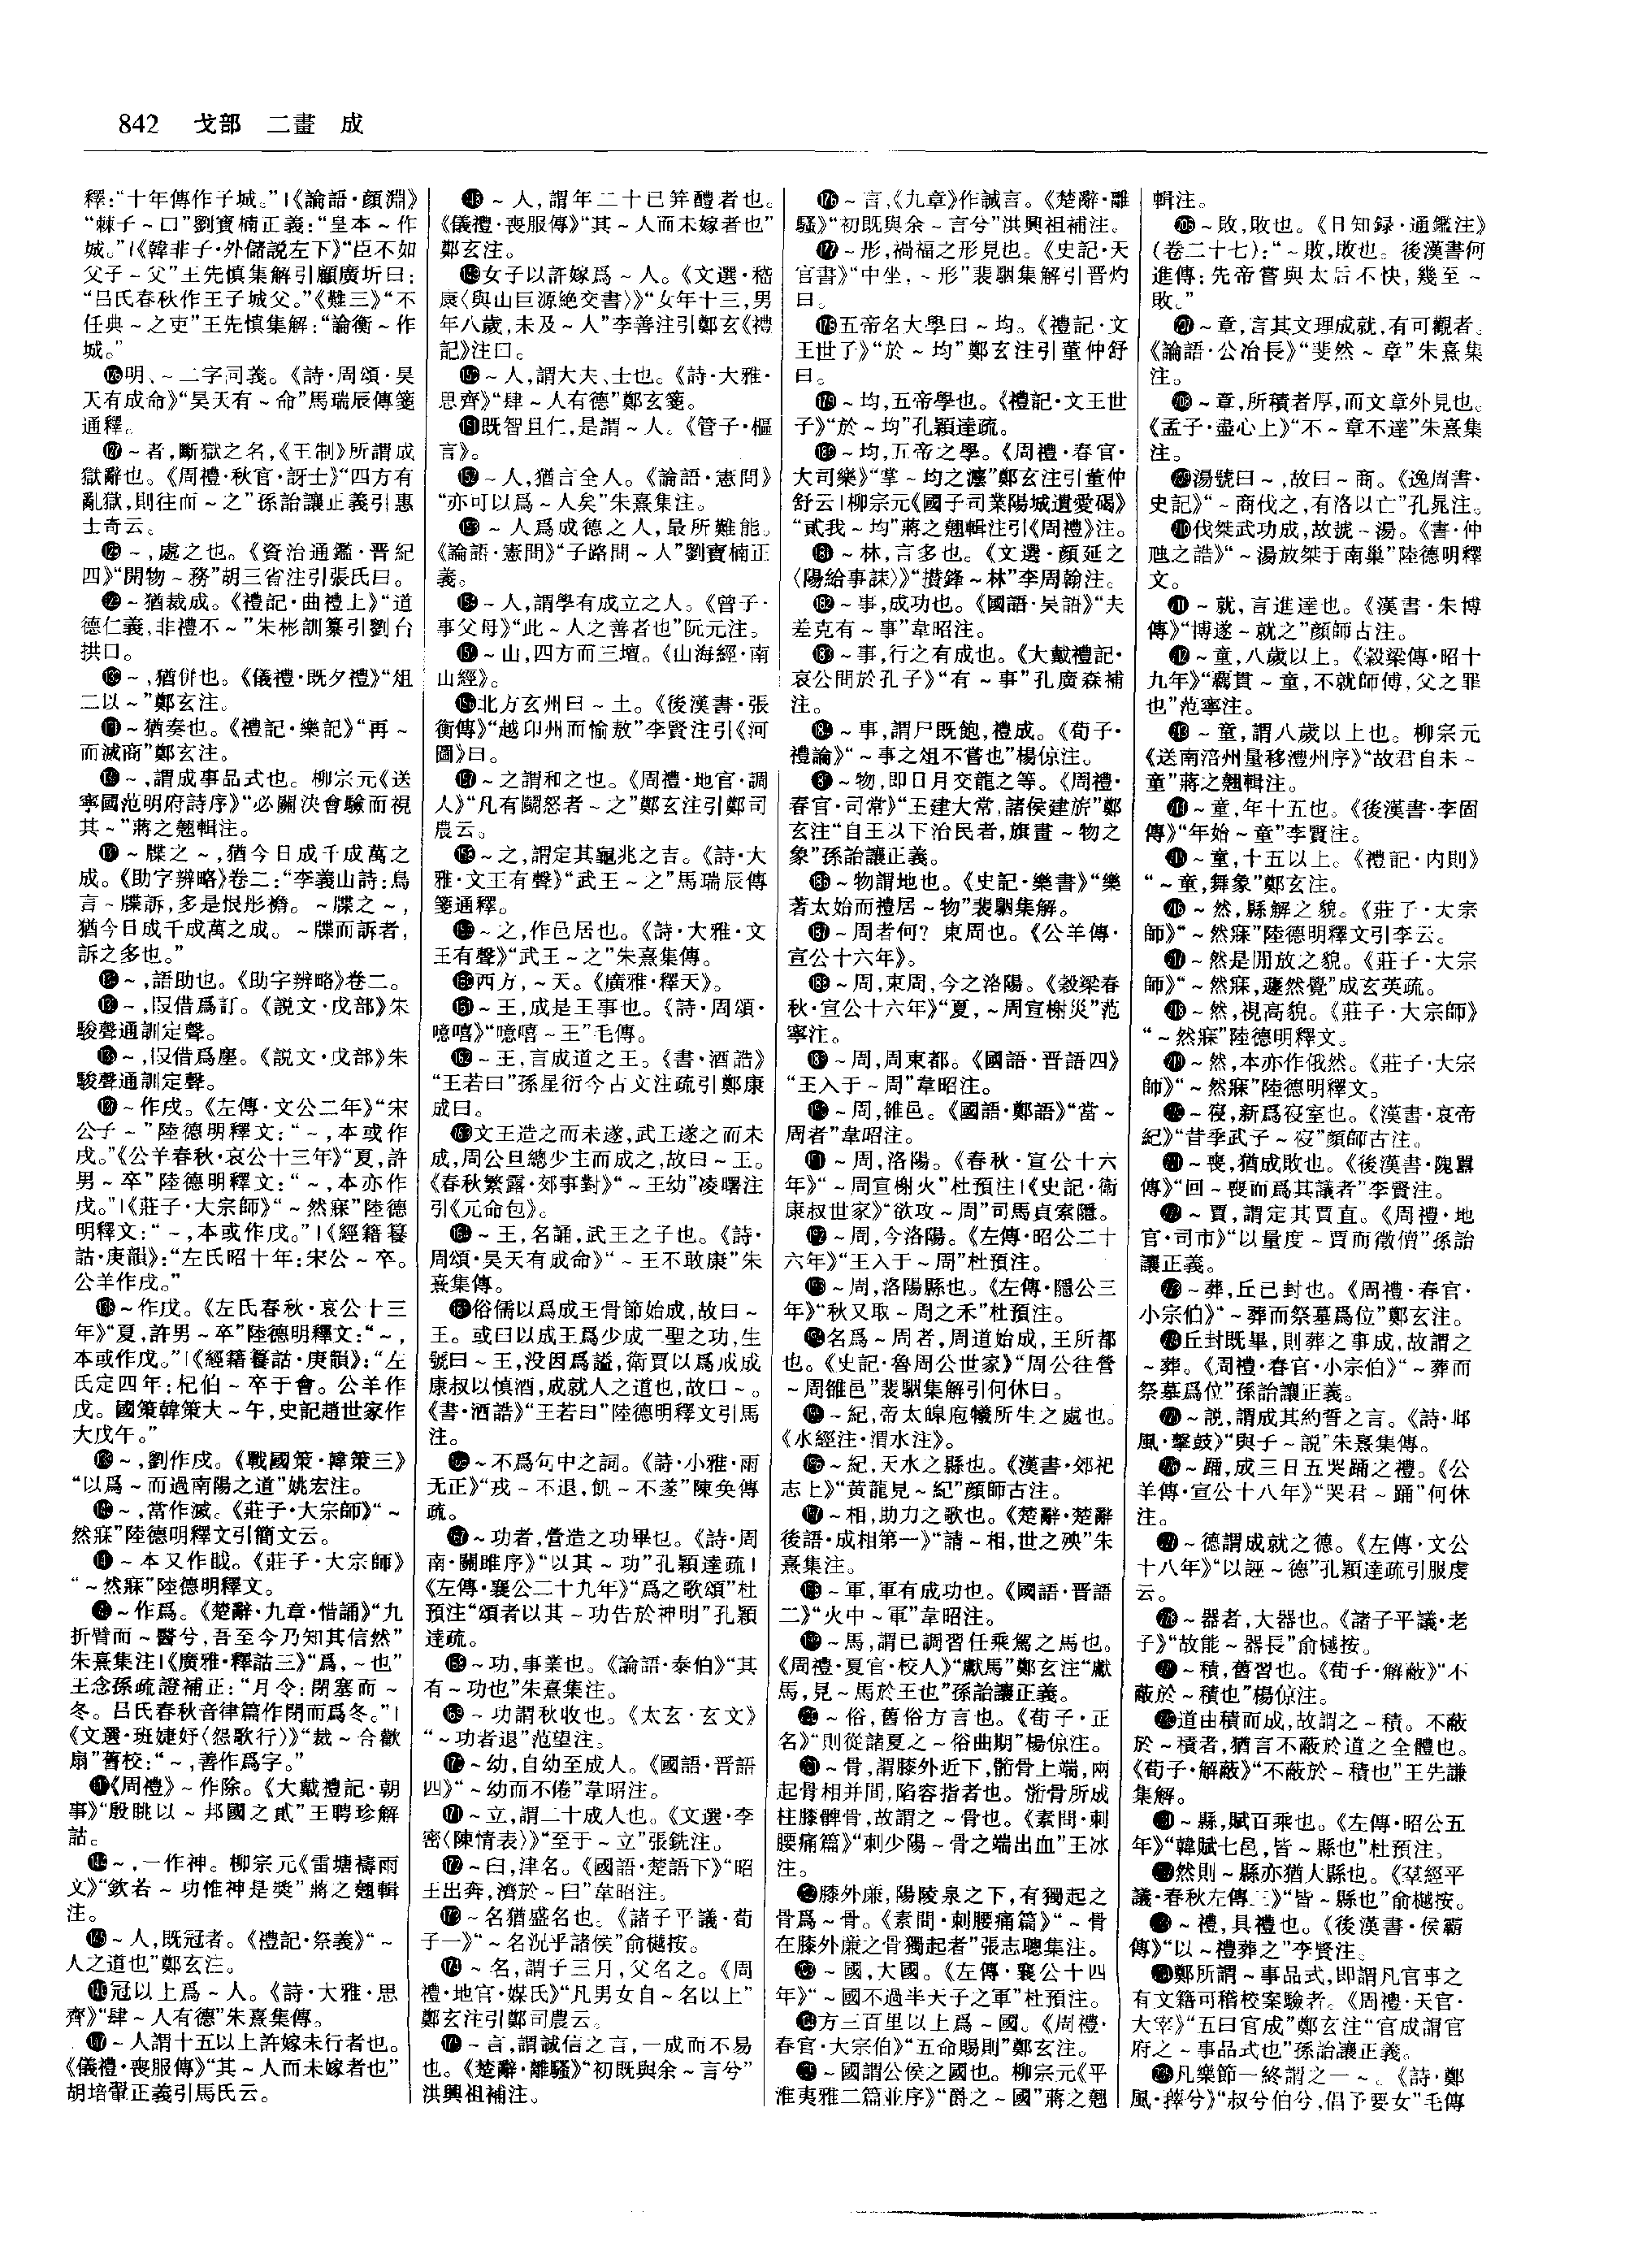 842 戈部 二畫 成
釋：“十年傳作子城。”|《論語·顔淵》
“棘子～曰”劉寶楠正義：“皇本～作
城。”|《韓非子·外儲説左下》“臣不如
父子～父”王先慎集解引顧廣圻曰：
“吕氏春秋作王子城父。”《難三》“不
任典～之吏”王先慎集解：“論衡～作
城。”
⓬明、～二字同義。《詩·周頌·昊
天有成命》“昊天有～命”馬瑞辰傳箋
通釋。
～者，斷獄之名，《王制》所謂成
獄辭也。《周禮·秋官·訝士》“四方有
亂獄，則往而～之”孫詒讓正義引惠
士奇云。
～，處之也。《資治通鑑·晋紀
四》“開物～務”胡三省注引張氏曰。
～猶裁成。《禮記·曲禮上》“道
德仁義，非禮不～”朱彬訓纂引劉台
拱曰。
～，猶併也。《儀禮·既夕禮》“俎
二以～”鄭玄注。
～猶奏也。《禮記·樂記》“再～
而滅商”鄭玄注。
～，謂成事品式也。柳宗元《送
寧國范明府詩序》“必關決會驗而視
其～”蔣之翹輯注。
～牒之～，猶今日成千成萬之
成。《助字辨略》卷二：“李義山詩：鳥
言～牒訴，多是恨彤襜。～牒之～，
猶今日成千成萬之成。～牒而訴者，
訴之多也。”
～，語助也。《助字辨略》卷二。
～，叚借爲訂。《説文·戊部》朱
駿聲通訓定聲。
～，叚借爲塵。《説文·戊部》朱
駿聲通訓定聲。
～作戌。《左傳·文公二年》“宋
公子～”陸德明釋文：“～，本或作
戌。”《公羊春秋·哀公十三年》“夏，許
男～卒”陸德明釋文：“～，本亦作
戌。”|《莊子·大宗師》“～然寐”陸德
明釋文：“～，本或作戌。”|《經籍籑
詁·庚韻》：“左氏昭十年：宋公～卒。
公羊作戌。”
～作戊。《左氏春秋·哀公十三
年》“夏，許男～卒”陸德明釋文：“～，
本或作戊。”|《經籍籑詁·庚韻》：“左
氏定四年：杞伯～卒于會。公羊作
戊。國策韓策大～午，史記趙世家作
大戊午。”
～，劉作戌。《戰國策·韓策三》
“以爲～而過南陽之道”姚宏注。
～，當作滅。《莊子·大宗師》“～
然寐”陸德明釋文引簡文云。
～本又作戝。《莊子·大宗師》
“～然寐”陸德明釋文。
～作爲。《楚辭·九章·惜誦》“九
折臂而～醫兮，吾至今乃知其信然”
朱熹集注|《廣雅·釋詁三》“爲，～也”
王念孫疏證補正：“月令：閉塞而～
冬。吕氏春秋音律篇作閉而爲冬。”|
《文選·班婕妤〈怨歌行〉》“裁～合歡
扇”舊校：“～，善作爲字。”
《周禮》～作除。《大戴禮記·朝
事》“殷眺以～邦國之貳”王聘珍解
詁。
～，一作神。柳宗元《雷塘禱雨
文》“欽若～功惟神是獎”蔣之翹輯
注。
～人，既冠者。《禮記·祭義》“～
人之道也”鄭玄注。
冠以上爲～人。《詩·大雅·思
齊》“肆～人有德”朱熹集傳。
～人謂十五以上許嫁未行者也。
《儀禮·喪服傳》“其～人而未嫁者也”
胡培翬正義引馬氏云。
～人，謂年二十已笄醴者也。
《儀禮·喪服傳》“其～人而未嫁者也”
鄭玄注。
女子以許嫁爲～人。《文選·嵇
康〈與山巨源絶交書〉》“女年十三，男
年八歲，未及～人”李善注引鄭玄《禮
記》注曰。
～人，謂大夫、士也。《詩·大雅·
思齊》“肆～人有德”鄭玄箋。
既智且仁，是謂～人。《管子·樞
言》。
～人，猶言全人。《論語·憲問》
“亦可以爲～人矣”朱熹集注。
～人爲成德之人，最所難能。
《論語·憲問》“子路問～人”劉寶楠正
義。
～人，謂學有成立之人。《曾子·
事父母》“此～人之善者也”阮元注。
～山，四方而三壇。《山海經·南
山經》。
北方玄州曰～土。《後漢書·張
衡傳》“越卬州而愉敖”李賢注引《河
圖》曰。
～之謂和之也。《周禮·地官·調
人》“凡有鬭怒者～之”鄭玄注引鄭司
農云。
～之，謂定其龜兆之吉。《詩·大
雅·文王有聲》“武王～之”馬瑞辰傳
箋通釋。
～之，作邑居也。《詩·大雅·文
王有聲》“武王～之”朱熹集傳。
西方，～天。《廣雅·釋天》。
～王，成是王事也。《詩·周頌·
噫嘻》“噫嘻～王”毛傳。
～王，言成道之王。《書·酒誥》
“王若曰”孫星衍今古文注疏引鄭康
成曰。
文王造之而未遂，武王遂之而未
成，周公旦總少主而成之，故曰～王。
《春秋繁露·郊事對》“～王幼”凌曙注
引《元命包》。
～王，名誦，武王之子也。《詩·
周頌·昊天有成命》“～王不敢康”朱
熹集傳。
俗儒以爲成王骨節始成，故曰～
王。或曰以成王爲少成二聖之功，生
號曰～王，没因爲謚，衛賈以爲戒成
康叔以慎酒，成就人之道也，故曰～。
《書·酒誥》“王若曰”陸德明釋文引馬
注。
～不爲句中之詞。《詩·小雅·雨
无正》“戎～不退，飢～不遂”陳奂傳
疏。
～功者，營造之功畢也。《詩·周
南·關雎序》“以其～功”孔穎達疏|
《左傳·襄公二十九年》“爲之歌頌”杜
預注“頌者以其～功告於神明”孔穎
達疏。
～功，事業也。《論語·泰伯》“其
有～功也”朱熹集注。
～功謂秋收也。《太玄·玄文》
“～功者退”范望注。
～幼，自幼至成人。《國語·晋語
四》“～幼而不倦”韋昭注。
～立，謂二十成人也。《文選·李
密〈陳情表〉》“至于～立”張銑注。
～臼，津名。《國語·楚語下》“昭
王出奔，濟於～臼”韋昭注。
～名猶盛名也。《諸子平議·荀
子一》“～名況乎諸侯”俞樾按。
～名，謂子三月，父名之。《周
禮·地官·媒氏》“凡男女自～名以上”
鄭玄注引鄭司農云。
～言，謂誠信之言，一成而不易
也。《楚辭·離騷》“初既與余～言兮”
洪興祖補注。
～言，《九章》作誠言。《楚辭·離
騷》“初既與余～言兮”洪興祖補注。
～形，禍福之形見也。《史記·天
官書》“中坐，～形”裴駰集解引晋灼
曰。
五帝名大學曰～均。《禮記·文
王世子》“於～均”鄭玄注引董仲舒
曰。
～均，五帝學也。《禮記·文王世
子》“於～均”孔穎達疏。
～均，五帝之學。《周禮·春官·
大司樂》“掌～均之灋”鄭玄注引董仲
舒云|柳宗元《國子司業陽城遺愛碣》
“貳我～均”蔣之翹輯注引《周禮》注。
～林，言多也。《文選·顔延之
〈陽給事誄〉》“攢鋒～林”李周翰注。
～事，成功也。《國語·吴語》“夫
差克有～事”韋昭注。
～事，行之有成也。《大戴禮記·
哀公問於孔子》“有～事”孔廣森補
注。
～事，謂尸既飽，禮成。《荀子·
禮論》“～事之俎不嘗也”楊倞注。
～物，即日月交龍之等。《周禮·
春官·司常》“王建大常，諸侯建旂”鄭
玄注“自王以下治民者，旗畫～物之
象”孫詒讓正義。
～物謂地也。《史記·樂書》“樂
著太始而禮居～物”裴駰集解。
～周者何？東周也。《公羊傳·
宣公十六年》。
～周，東周，今之洛陽。《穀梁春
秋·宣公十六年》“夏，～周宣榭災”范
寧注。
～周，周東都。《國語·晋語四》
“王入于～周”韋昭注。
～周，雒邑。《國語·鄭語》“當～
周者”韋昭注。
～周，洛陽。《春秋·宣公十六
年》“～周宣榭火”杜預注|《史記·衛
康叔世家》“欲攻～周”司馬貞索隱。
～周，今洛陽。《左傳·昭公二十
六年》“王入于～周”杜預注。
～周，洛陽縣也。《左傳·隱公三
年》“秋又取～周之禾”杜預注。
名爲～周者，周道始成，王所都
也。《史記·魯周公世家》“周公往營
～周雒邑”裴駰集解引何休曰。
～紀，帝太皞庖犧所生之處也。
《水經注·渭水注》。
～紀，天水之縣也。《漢書·郊祀
志上》“黄龍見～紀”顔師古注。
～相，助力之歌也。《楚辭·楚辭
後語·成相第一》“請～相，世之殃”朱
熹集注。
～軍，軍有成功也。《國語·晋語
二》“火中～軍”韋昭注。
～馬，謂已調習任乘駕之馬也。
《周禮·夏官·校人》“獻馬”鄭玄注“獻
馬，見～馬於王也”孫詒讓正義。
～俗，舊俗方言也。《荀子·正
名》“則從諸夏之～俗曲期”楊倞注。
～骨，謂膝外近下，䯒骨上端，兩
起骨相并間，陷容指者也。䯒骨所成
柱膝髀骨，故謂之～骨也。《素問·刺
腰痛篇》“刺少陽～骨之端出血”王冰
注。
膝外廉，陽陵泉之下，有獨起之
骨爲～骨。《素問·刺腰痛篇》“～骨
在膝外廉之骨獨起者”張志聰集注。
～國，大國。《左傳·襄公十四
年》“～國不過半天子之軍”杜預注。
方三百里以上爲～國。《周禮·
春官·大宗伯》“五命賜則”鄭玄注。
～國謂公侯之國也。柳宗元《平
淮夷雅二篇並序》“爵之～國”蔣之翹
輯注。
～敗，敗也。《日知録·通鑑注》
（卷二十七）：“～敗，敗也。後漢書何
進傳：先帝嘗與太后不快，幾至～
敗。”
～章，言其文理成就，有可觀者。
《論語·公冶長》“斐然～章”朱熹集
注。
～章，所積者厚，而文章外見也。
《孟子·盡心上》“不～章不達”朱熹集
注。
湯號曰～，故曰～商。《逸周書·
史記》“～商伐之，有洛以亡”孔晁注。
伐桀武功成，故號～湯。《書·仲
虺之誥》“～湯放桀于南巢”陸德明釋
文。
～就，言進達也。《漢書·朱博
傳》“博遂～就之”顔師古注。
～童，八歲以上。《穀梁傳·昭十
九年》“羈貫～童，不就師傅，父之罪
也”范寧注。
～童，謂八歲以上也。柳宗元
《送南涪州量移澧州序》“故君自未～
童”蔣之翹輯注。
～童，年十五也。《後漢書·李固
傳》“年始～童”李賢注。
～童，十五以上。《禮記·内則》
“～童，舞象”鄭玄注。
～然，縣解之貌。《莊子·大宗
師》“～然寐”陸德明釋文引李云。
～然是閒放之貌。《莊子·大宗
師》“～然寐，蘧然覺”成玄英疏。
～然，視高貌。《莊子·大宗師》
“～然寐”陸德明釋文。
～然，本亦作俄然。《莊子·大宗
師》“～然寐”陸德明釋文。
～寑，新爲寑室也。《漢書·哀帝
紀》“昔季武子～寑”顔師古注。
～喪，猶成敗也。《後漢書·隗囂
傳》“回～喪而爲其議者”李賢注。
～賈，謂定其賈直。《周禮·地
官·司市》“以量度～賈而徵儥”孫詒
讓正義。
～葬，丘已封也。《周禮·春官·
小宗伯》“～葬而祭墓爲位”鄭玄注。
丘封既畢，則葬之事成，故謂之
～葬。《周禮·春官·小宗伯》“～葬而
祭墓爲位”孫詒讓正義。
～説，謂成其約誓之言。《詩·邶
風·擊鼓》“與子～説”朱熹集傳。
～踊，成三日五哭踊之禮。《公
羊傳·宣公十八年》“哭君～踊”何休
注。
～德謂成就之德。《左傳·文公
十八年》“以誣～德”孔穎達疏引服虔
云。
～器者，大器也。《諸子平議·老
子》“故能～器長”俞樾按。
～積，舊習也。《荀子·解蔽》“不
蔽於～積也”楊倞注。
道由積而成，故謂之～積。不蔽
於～積者，猶言不蔽於道之全體也。
《荀子·解蔽》“不蔽於～積也”王先謙
集解。
～縣，賦百乘也。《左傳·昭公五
年》“韓賦七邑，皆～縣也”杜預注。
然則～縣亦猶大縣也。《羣經平
議·春秋左傳三》“皆～縣也”俞樾按。
～禮，具禮也。《後漢書·侯霸
傳》“以～禮葬之”李賢注。
鄭所謂～事品式，即謂凡官事之
有文籍可稽校案驗者。《周禮·天官·
大宰》“五曰官成”鄭玄注“官成謂官
府之～事品式也”孫詒讓正義。
凡樂節一終謂之一～。《詩·鄭
風·蘀兮》“叔兮伯兮，倡予要女”毛傳